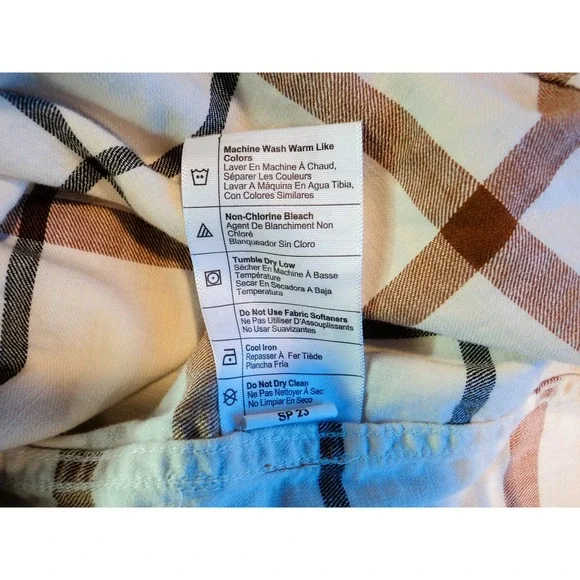 Machine Wash Warm Like
Colors
Laver En Machine À Chaud,
Séparer Les Couleurs
Lavar A Máquina En Agua Tibia,
Con Colores Similares
Non-Chlorine Bleach
Agent De Blanchiment Non
Chloré
Blanqueador Sin Cloro
Tumble Dry Low
Sécher En Machine À Basse
Température
Secar En Secadora A Baja
Temperatura
Do Not Use Fabric Softeners
Ne Pas Utiliser D'Assouplissants
No Usar Suavizantes
Cool Iron
Repasser À Fer Tiède
Plancha Fría
Do Not Dry Clean
Ne Pas Nettoyer À Sec
No Limpiar En Seco
SP 23